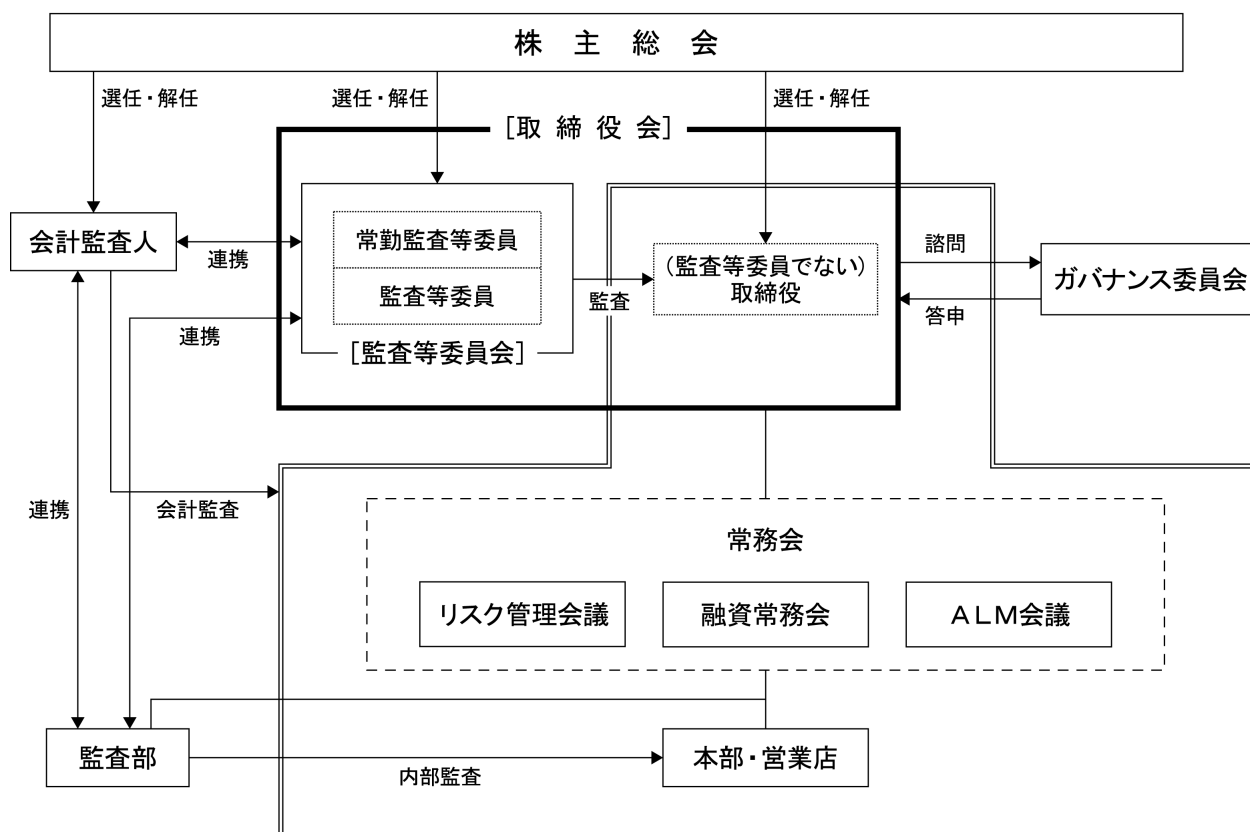 株 主 総 会
選任・解任
選任・解任
選任・解任
[取 締 役 会]
会計監査人
連携
常勤監査等委員
監査等委員
[監査等委員会]
監査
(監査等委員でない)
取締役
諮問
答申
ガバナンス委員会
連携
連携
会計監査
常務会
リスク管理会議
融資常務会
ALM会議
監査部
内部監査
本部・営業店